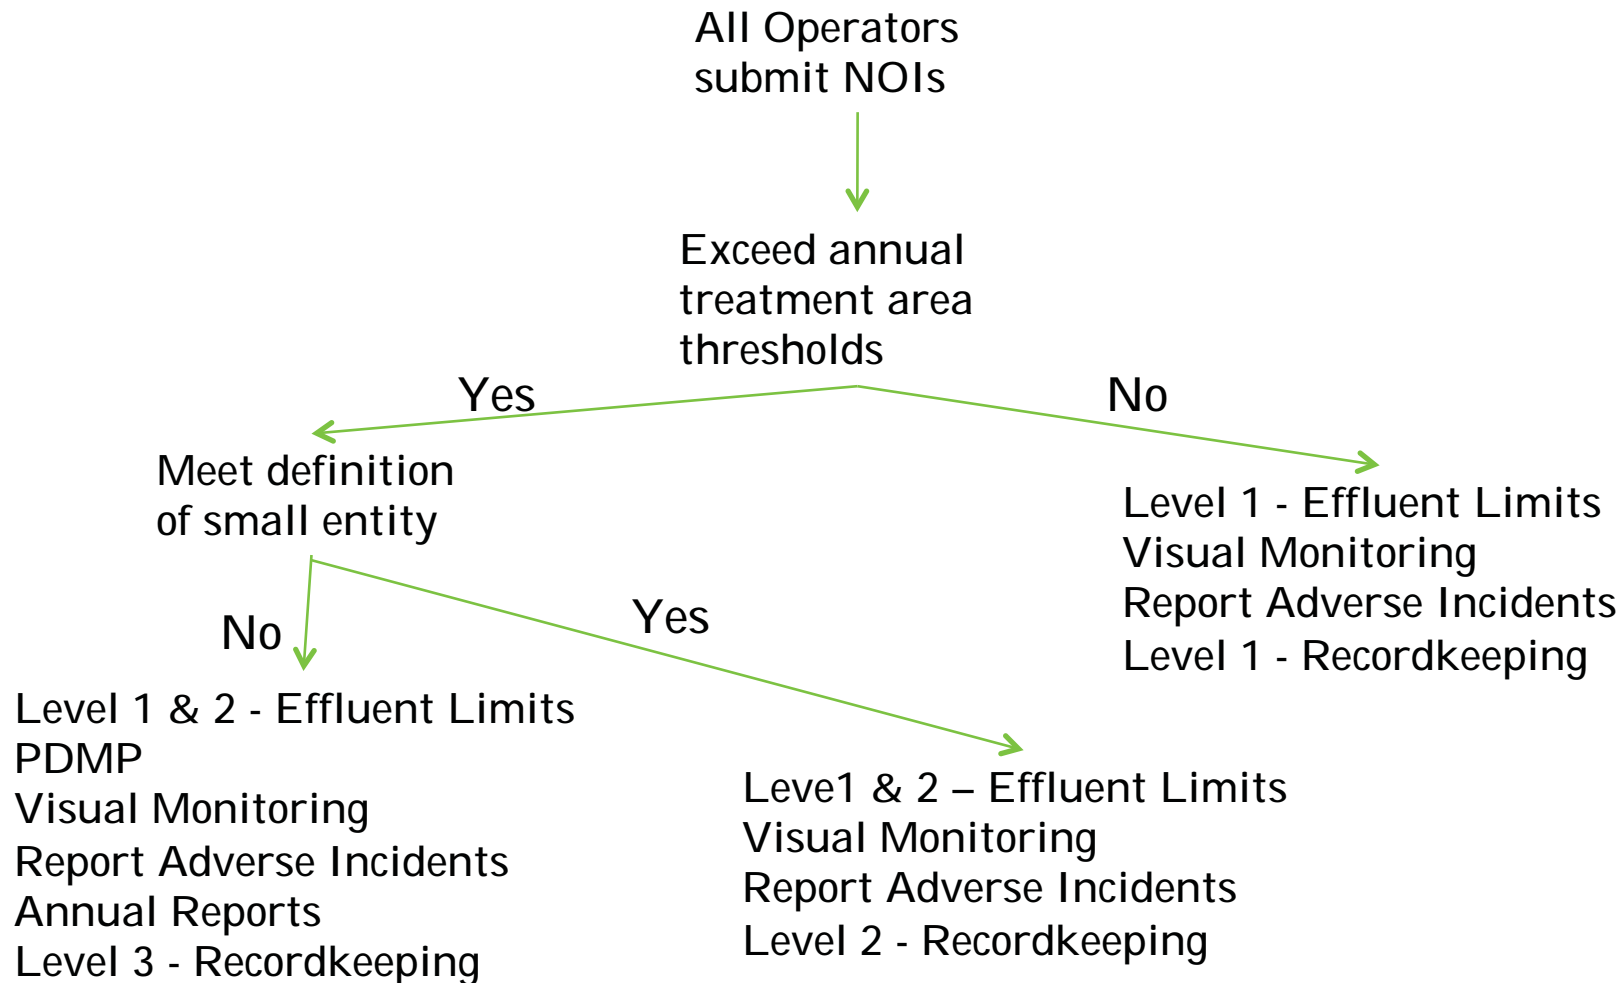 All Operators
submit NOIs
Exceed annual
treatment area
thresholds
Yes
No
Meet definition
of small entity
Level 1 - Effluent Limits
Visual Monitoring
Report Adverse Incidents
Level 1 - Recordkeeping
No
Yes
Level 1 & 2 - Effluent Limits
PDMP
Visual Monitoring
Report Adverse Incidents
Annual Reports
Level 3 - Recordkeeping
Leve1 & 2 – Effluent Limits
Visual Monitoring
Report Adverse Incidents
Level 2 - Recordkeeping